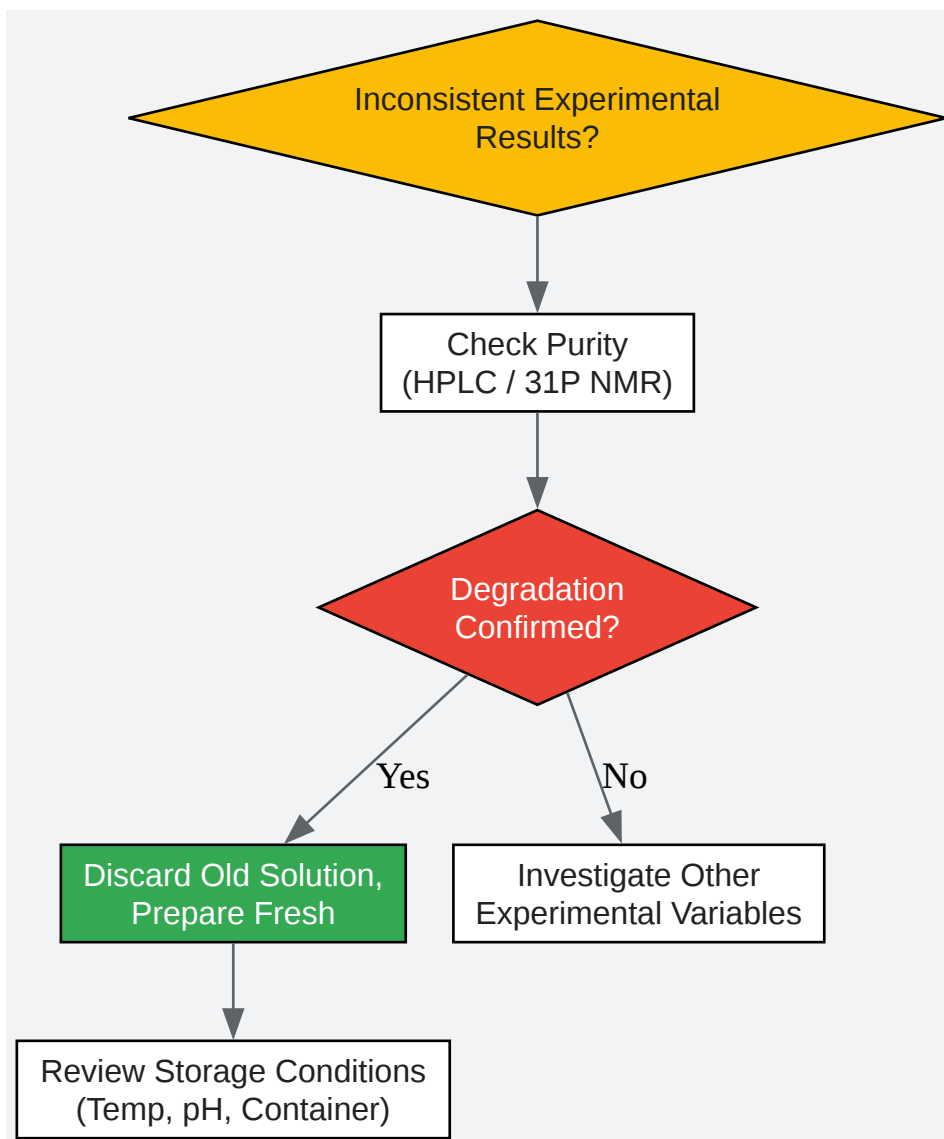 Inconsistent Experimental
Results?
Check Purity
(HPLC / 31P NMR)
Degradation
Confirmed?
Yes
No
Discard Old Solution,
Prepare Fresh
Investigate Other
Experimental Variables
Review Storage Conditions
(Temp, pH, Container)